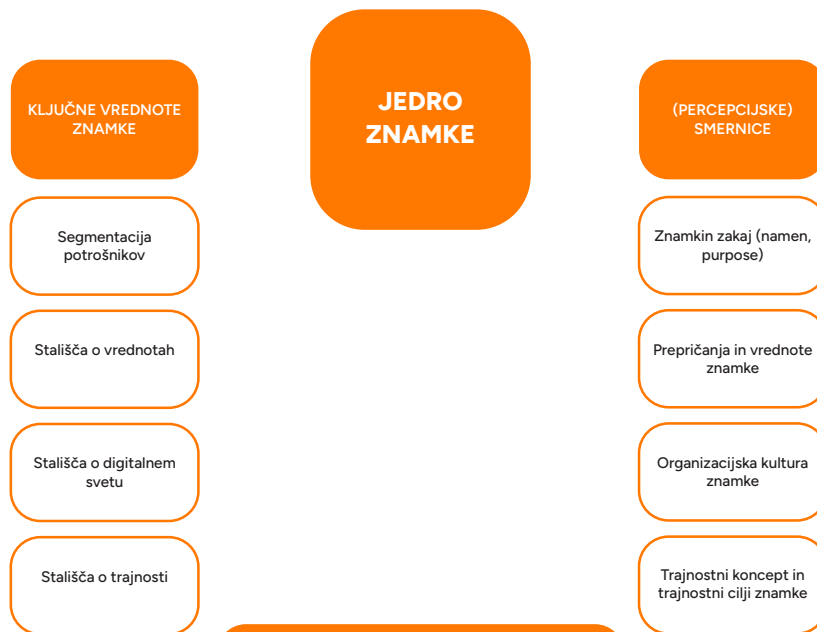 JEDRO
ZNAMKE
KLJUČNE VREDNOTE
ZNAMKE
Segmentacija
potrošnikov
Stališča o vrednotah
Stališča o digitalnem
svetu
Stališča o trajnosti
(PERCEPCIJSKE)
SMERNICE
Znamkin zakaj (namen,
purpose)
Prepričanja in vrednote
znamke
Organizacijska kultura
znamke
Trajnostni koncept in
trajnostni cilji znamke